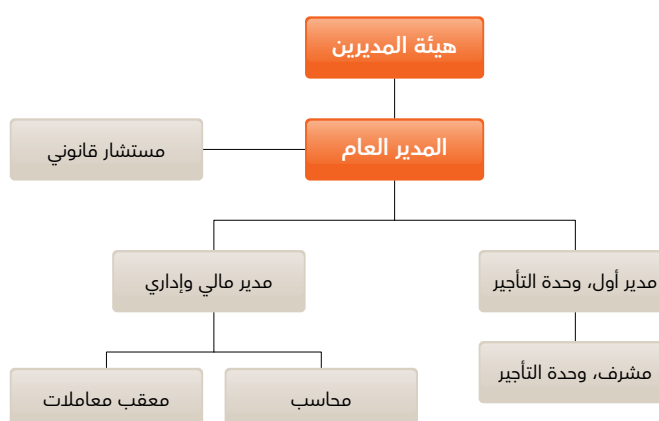 هيئة المديرين
المدير العام
مستشار قانوني
مدير أول، وحدة التأجير
مدير مالي وإداري
مشرف، وحدة التأجير
محاسب
معقب معاملات